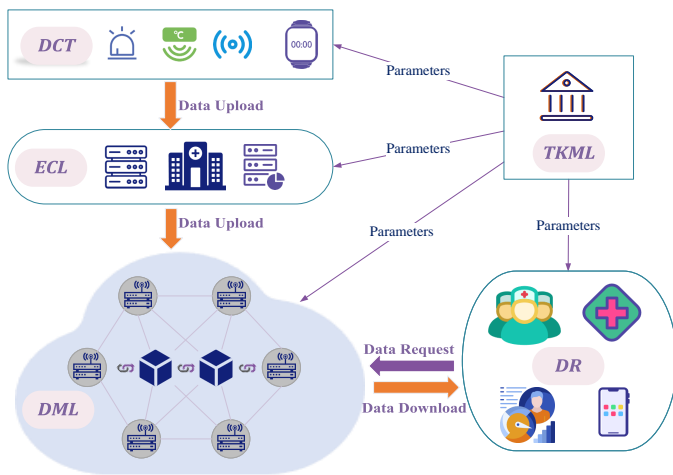 DCT
°C
00:00
Parameters
Data Upload
TKML
ECL
Parameters
Data Upload
Parameters
Parameters
Data Request
DR
DML
Data Download